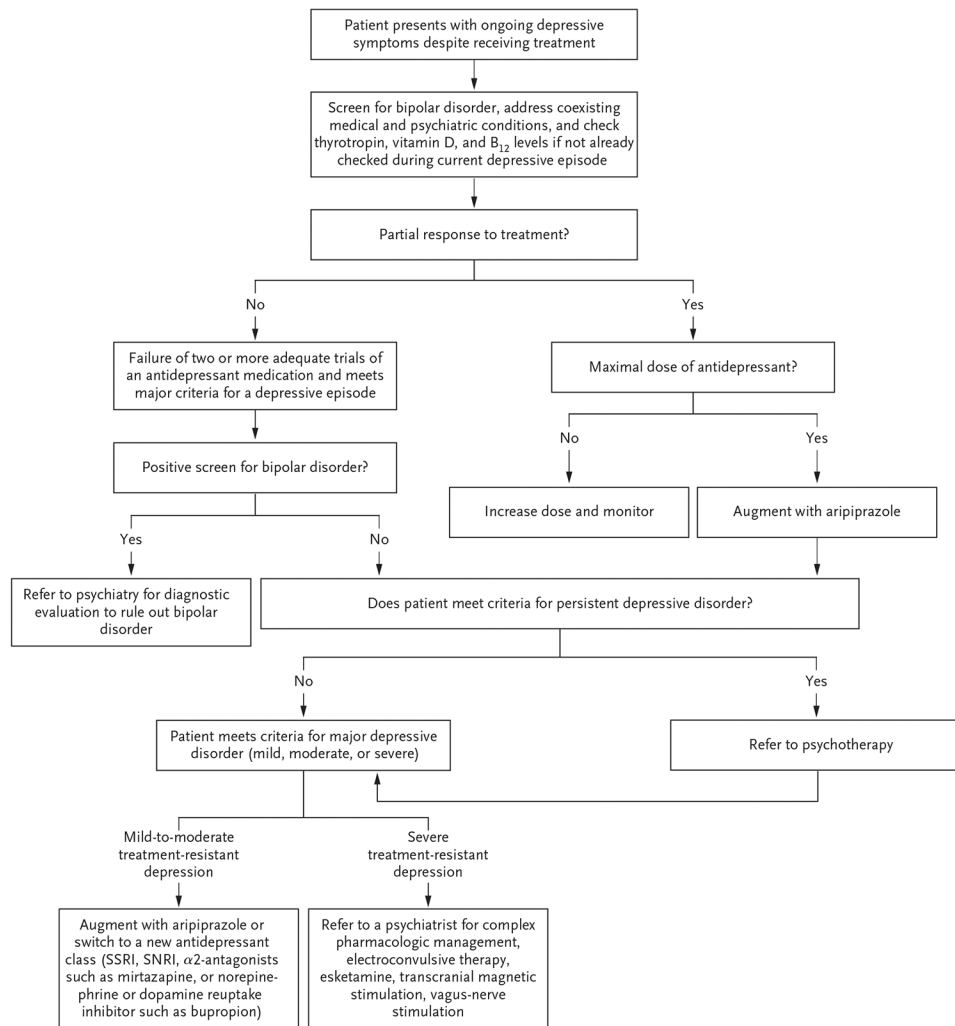 Patient presents with ongoing depressive
symptoms despite receiving treatment
Screen for bipolar disorder, address coexisting
medical and psychiatric conditions, and check
thyrotropin, vitamin D, and B12 levels if not already
checked during current depressive episode
Partial response to treatment?
No
Yes
Failure of two or more adequate trials of
an antidepressant medication and meets
major criteria for a depressive episode
Maximal dose of antidepressant?
Positive screen for bipolar disorder?
No
Yes
Increase dose and monitor
Augment with aripiprazole
Yes
No
Refer to psychiatry for diagnostic
evaluation to rule out bipolar
disorder
Does patient meet criteria for persistent depressive disorder?
No
Yes
Patient meets criteria for major depressive
disorder (mild, moderate, or severe)
Refer to psychotherapy
Mild-to-moderate
treatment-resistant
depression
Severe
treatment-resistant
depression
Augment with aripiprazole or
switch to a new antidepressant
class (SSRI, SNRI, α2-antagonists
such as mirtazapine, or norepine-
phrine or dopamine reuptake
inhibitor such as bupropion)
Refer to a psychiatrist for complex
pharmacologic management,
electroconvulsive therapy,
esketamine, transcranial magnetic
stimulation, vagus-nerve
stimulation